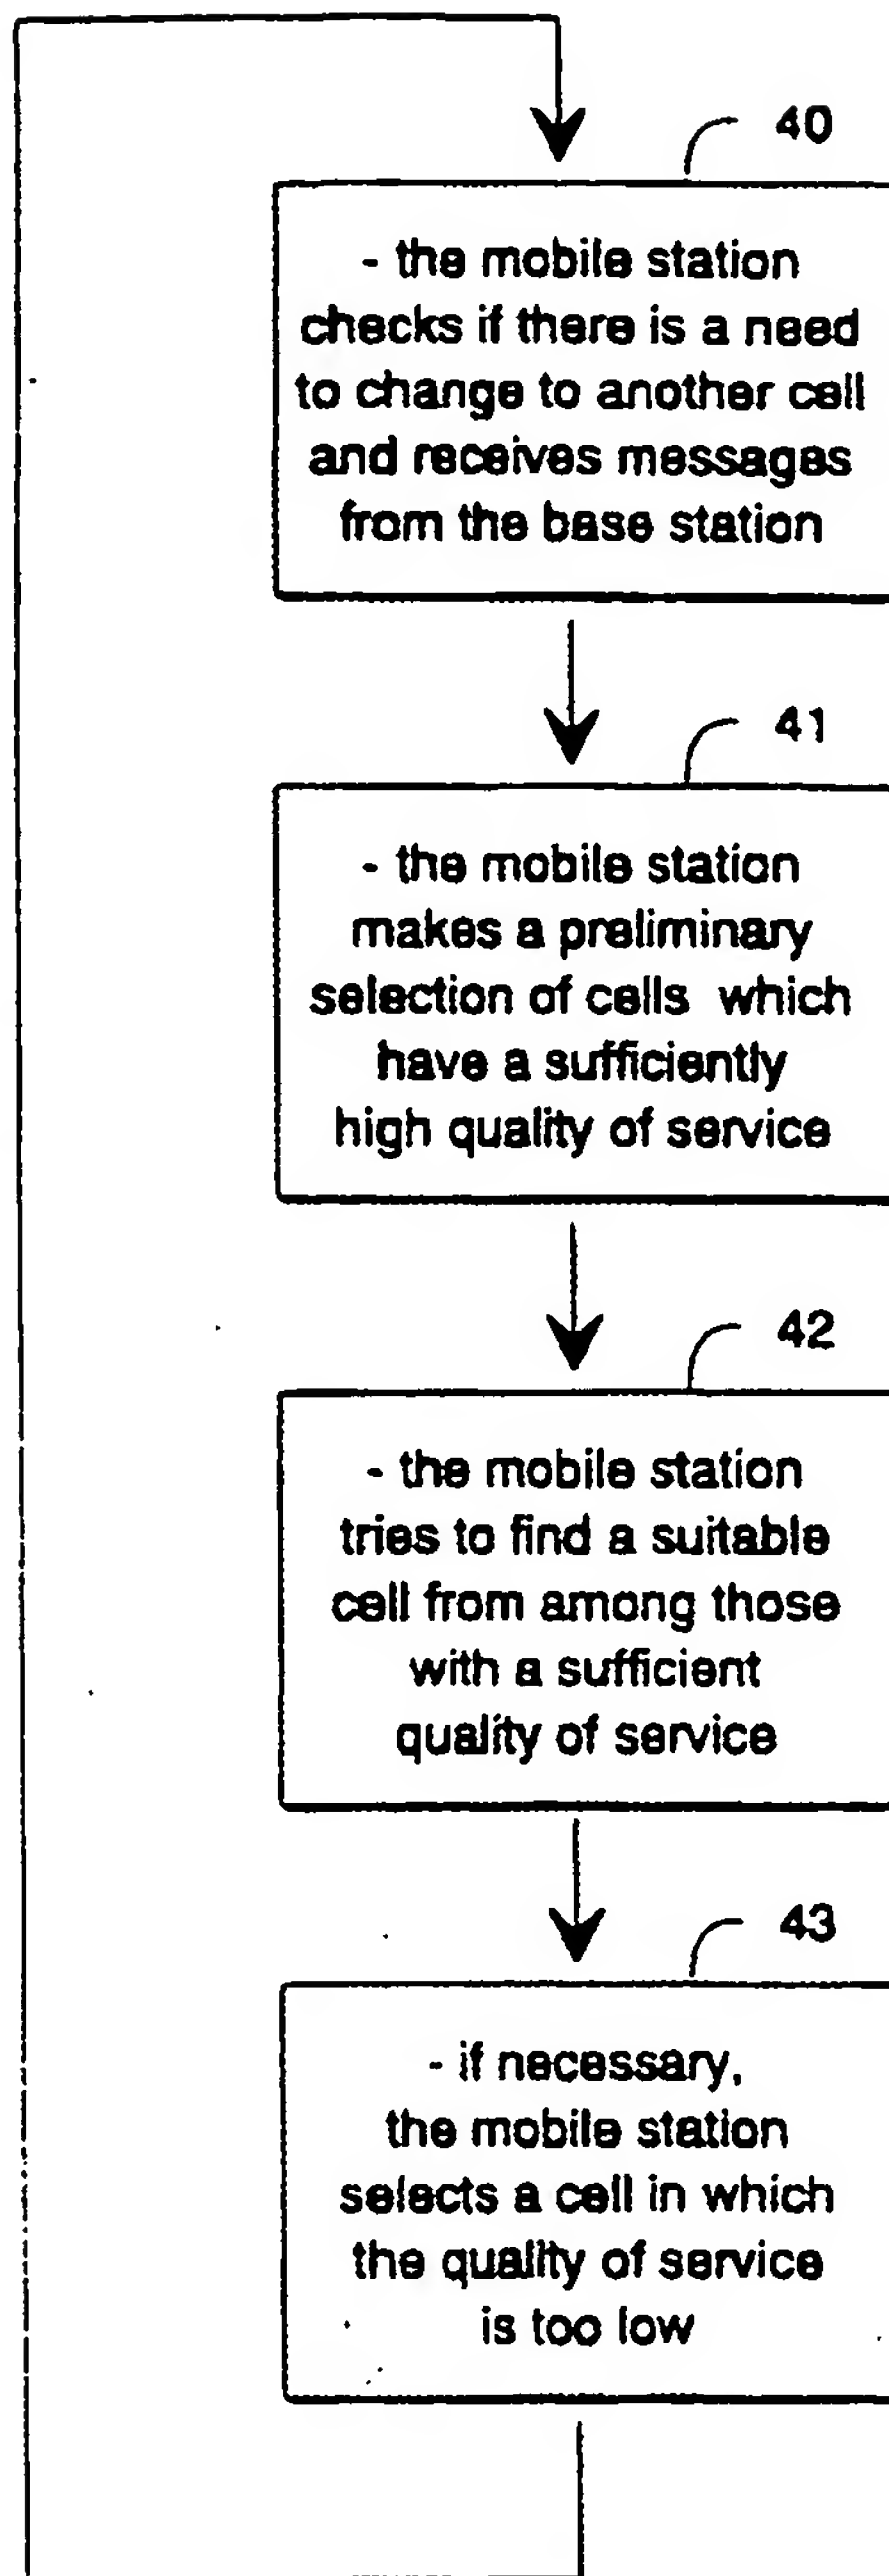 40
- the mobile station
checks if there is a need
to change to another cell
and receives messages
from the base station
41
- the mobile station
makes a preliminary
selection of cells which
have a sufficiently
high quality of service
42
- the mobile station
tries to find a suitable
cell from among those
with a sufficient
quality of service
43
- if necessary,
the mobile station
selects a cell in which
the quality of service
is too low